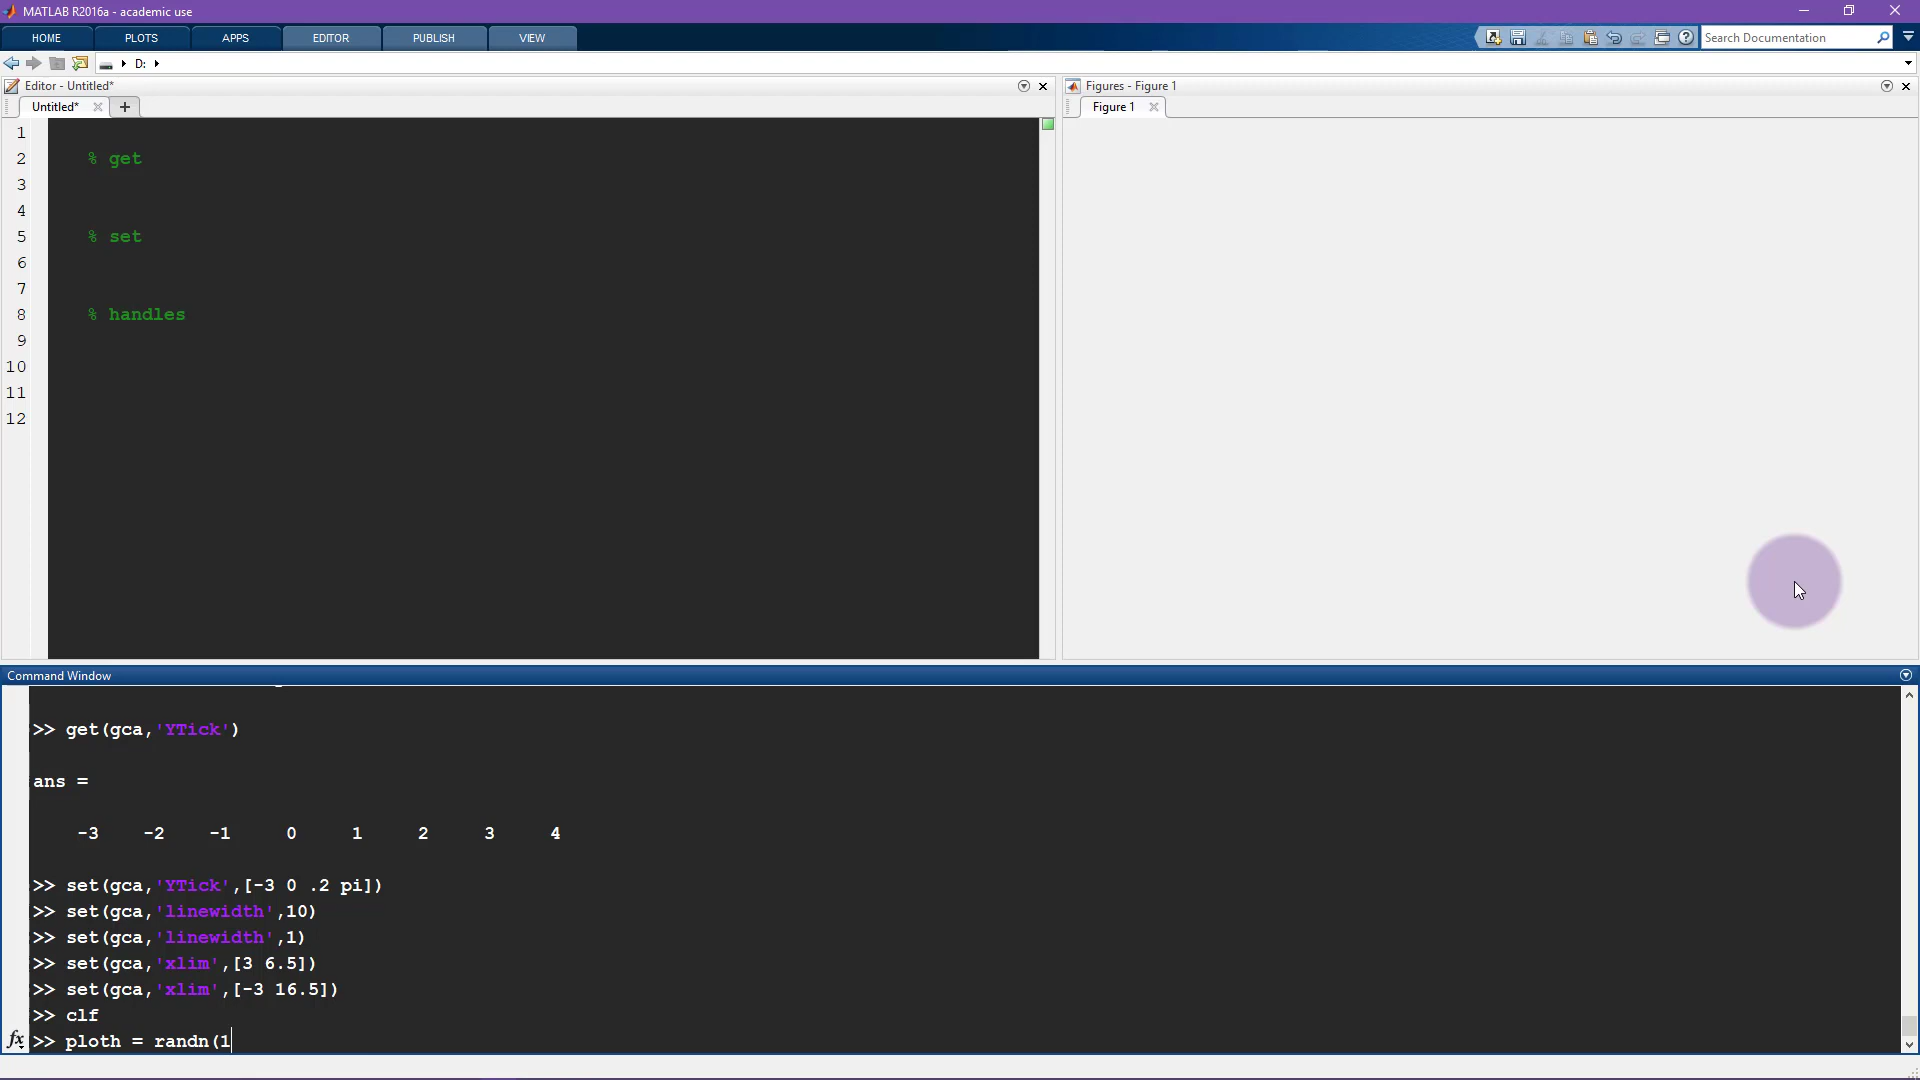 MATLAB R2016a - academic use
HOME PLOTS APPS EDITOR PUBLISH VIEW Search Documentation
D:
Editor - Untitled*
Untitled*
1
2 % get
3
4
5 % set
6
7
8 % handles
9
10
11
12
Figures - Figure 1
Figure 1
Command Window
>> get(gca,'YTick')
ans =
-3 -2 -1 0 1 2 3 4
>> set(gca,'YTick',[-3 0 .2 pi])
>> set(gca,'linewidth',10)
>> set(gca,'linewidth',1)
>> set(gca,'xlim',[3 6.5])
>> set(gca,'xlim',[-3 16.5])
>> clf
fx >> ploth = randn(1